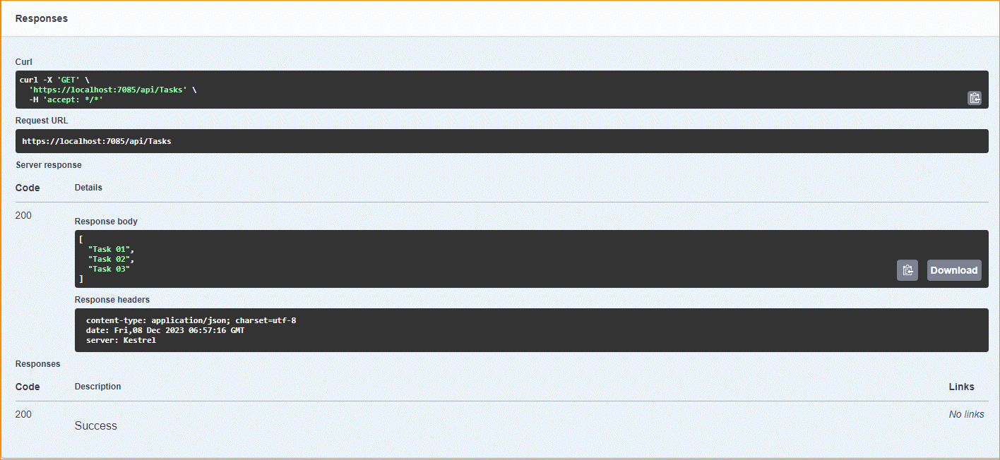 Responses
Curl
curl -X 'GET' \
'https://localhost:7085/api/Tasks' \
-H 'accept: */*'
Request URL
https://localhost:7085/api/Tasks
Server response
Code Details
200
Response body
[
"Task 01",
"Task 02",
"Task 03"
]
Download
Response headers
content-type: application/json; charset=utf-8
date: Fri,08 Dec 2023 06:57:16 GMT
server: Kestrel
Responses
Code Description Links
200 No links
Success